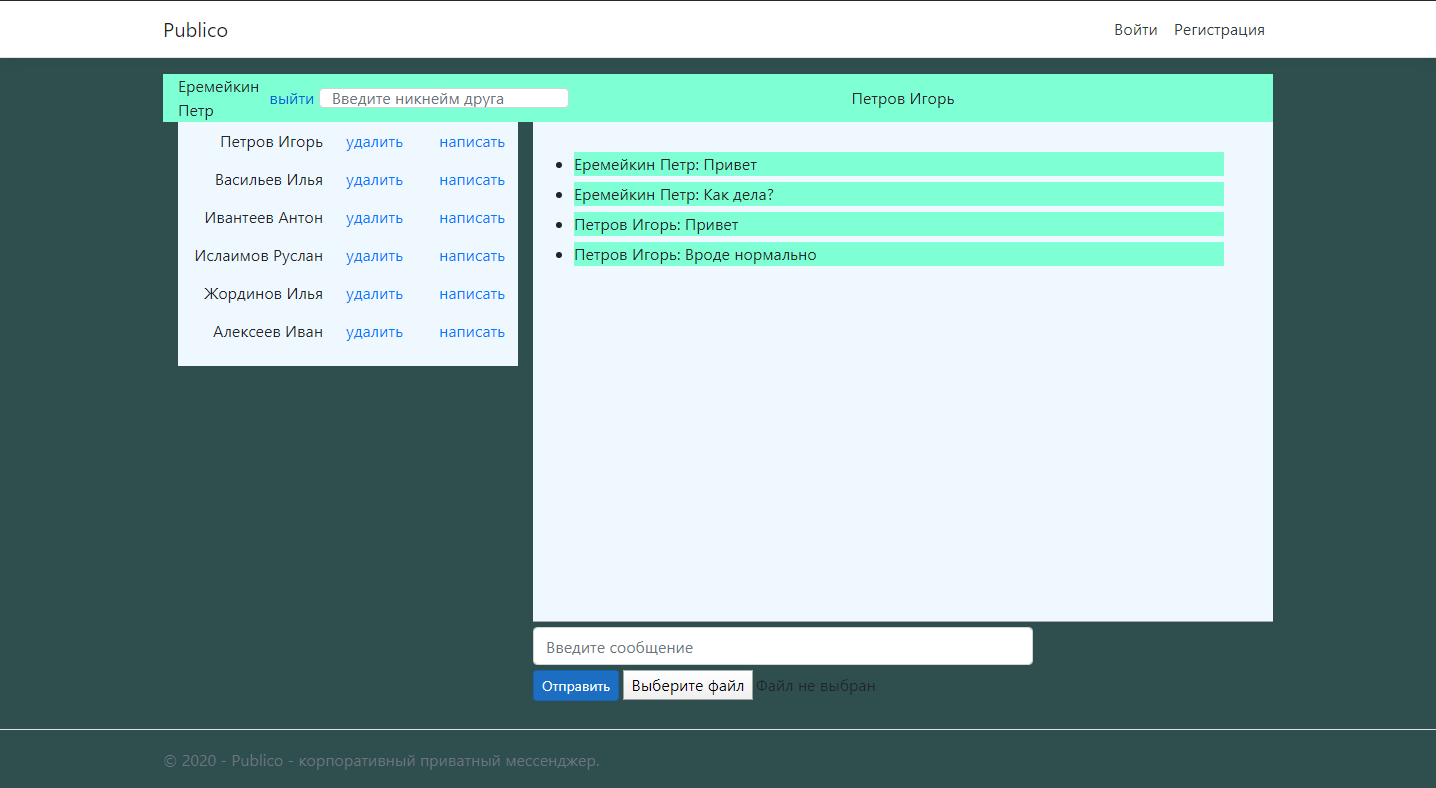 Publico
Войти Регистрация
Еремейкин
Петр
выйти
Введите никнейм друга
Петров Игорь
Петров Игорь удалить написать
Васильев Илья удалить написать
Ивантеев Антон удалить написать
Ислаимов Руслан удалить написать
Жординов Илья удалить написать
Алексеев Иван удалить написать
Еремейкин Петр: Привет
Еремейкин Петр: Как дела?
Петров Игорь: Привет
Петров Игорь: Вроде нормально
Введите сообщение
Отправить Выберите файл Файл не выбран
© 2020 - Publico - корпоративный приватный мессенджер.